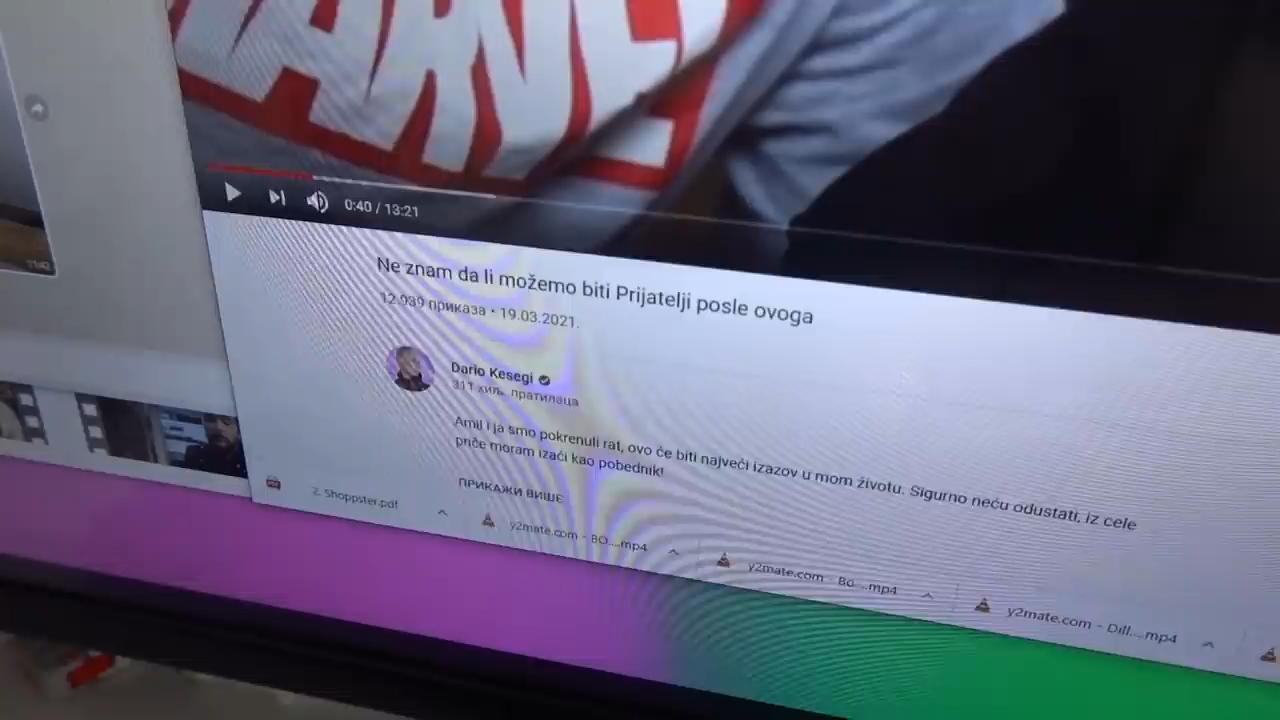 MARVEL
0:40 / 13:21
Ne znam da li možemo biti Prijatelji posle ovoga
12.939 приказа • 19.03.2021.
Dario Kesegi
311 хиљ. пратилаца
Amil i ja smo pokrenuli rat, ovo će biti najveći izazov u mom životu. Sigurno neću odustati, iz cele
priče moram izaći kao pobednik!
ПРИКАЖИ ВИШЕ
2. Shoppster.pdf
y2mate.com - BO....mp4
y2mate.com - Bo....mp4
y2mate.com - Dill....mp4